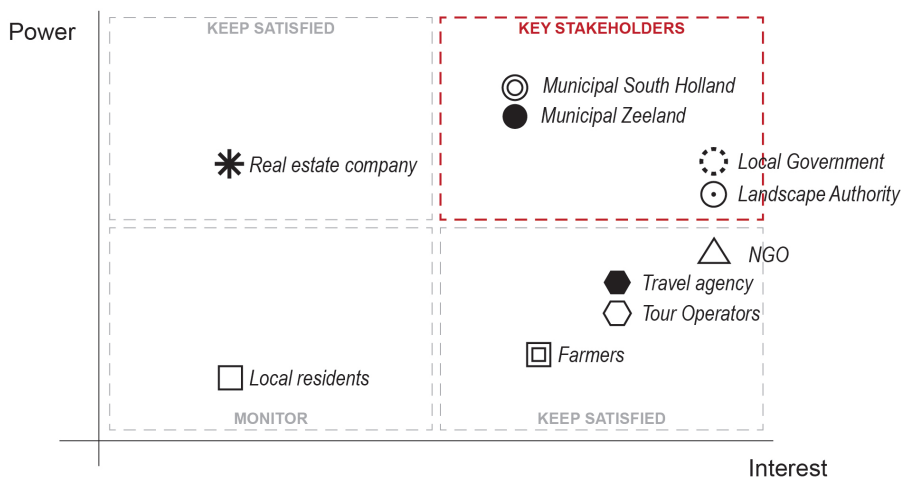 Power
KEEP SATISFIED
KEY STAKEHOLDERS
Municipal South Holland
Municipal Zeeland
Real estate company
Local Government
Landscape Authority
NGO
Travel agency
Tour Operators
Farmers
Local residents
MONITOR
KEEP SATISFIED
Interest